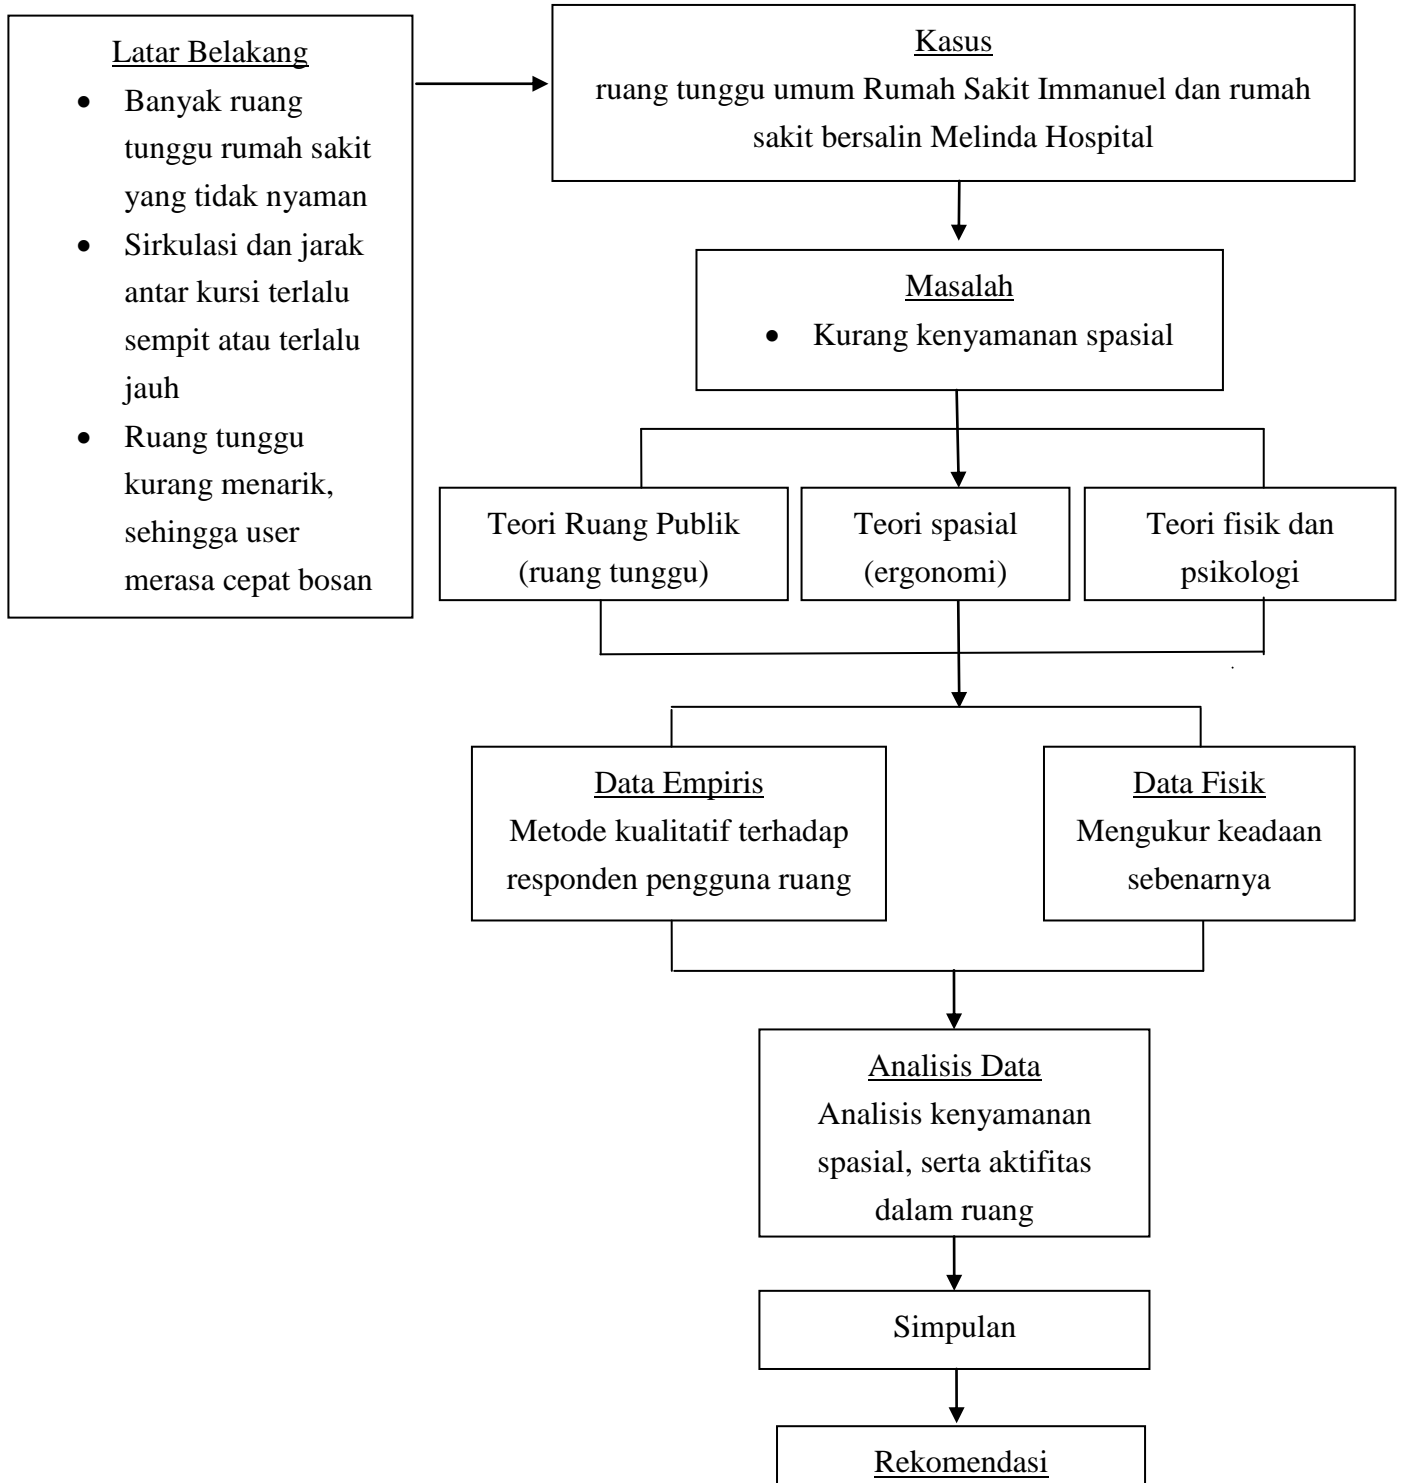 Latar Belakang
• Banyak ruang
tunggu rumah sakit
yang tidak nyaman
• Sirkulasi dan jarak
antar kursi terlalu
sempit atau terlalu
jauh
• Ruang tunggu
kurang menarik,
sehingga user
merasa cepat bosan
Kasus
ruang tunggu umum Rumah Sakit Immanuel dan rumah
sakit bersalin Melinda Hospital
Masalah
• Kurang kenyamanan spasial
Teori Ruang Publik
(ruang tunggu)
Teori spasial
(ergonomi)
Teori fisik dan
psikologi
Data Empiris
Metode kualitatif terhadap
responden pengguna ruang
Data Fisik
Mengukur keadaan
sebenarnya
Analisis Data
Analisis kenyamanan
spasial, serta aktifitas
dalam ruang
Simpulan
Rekomendasi